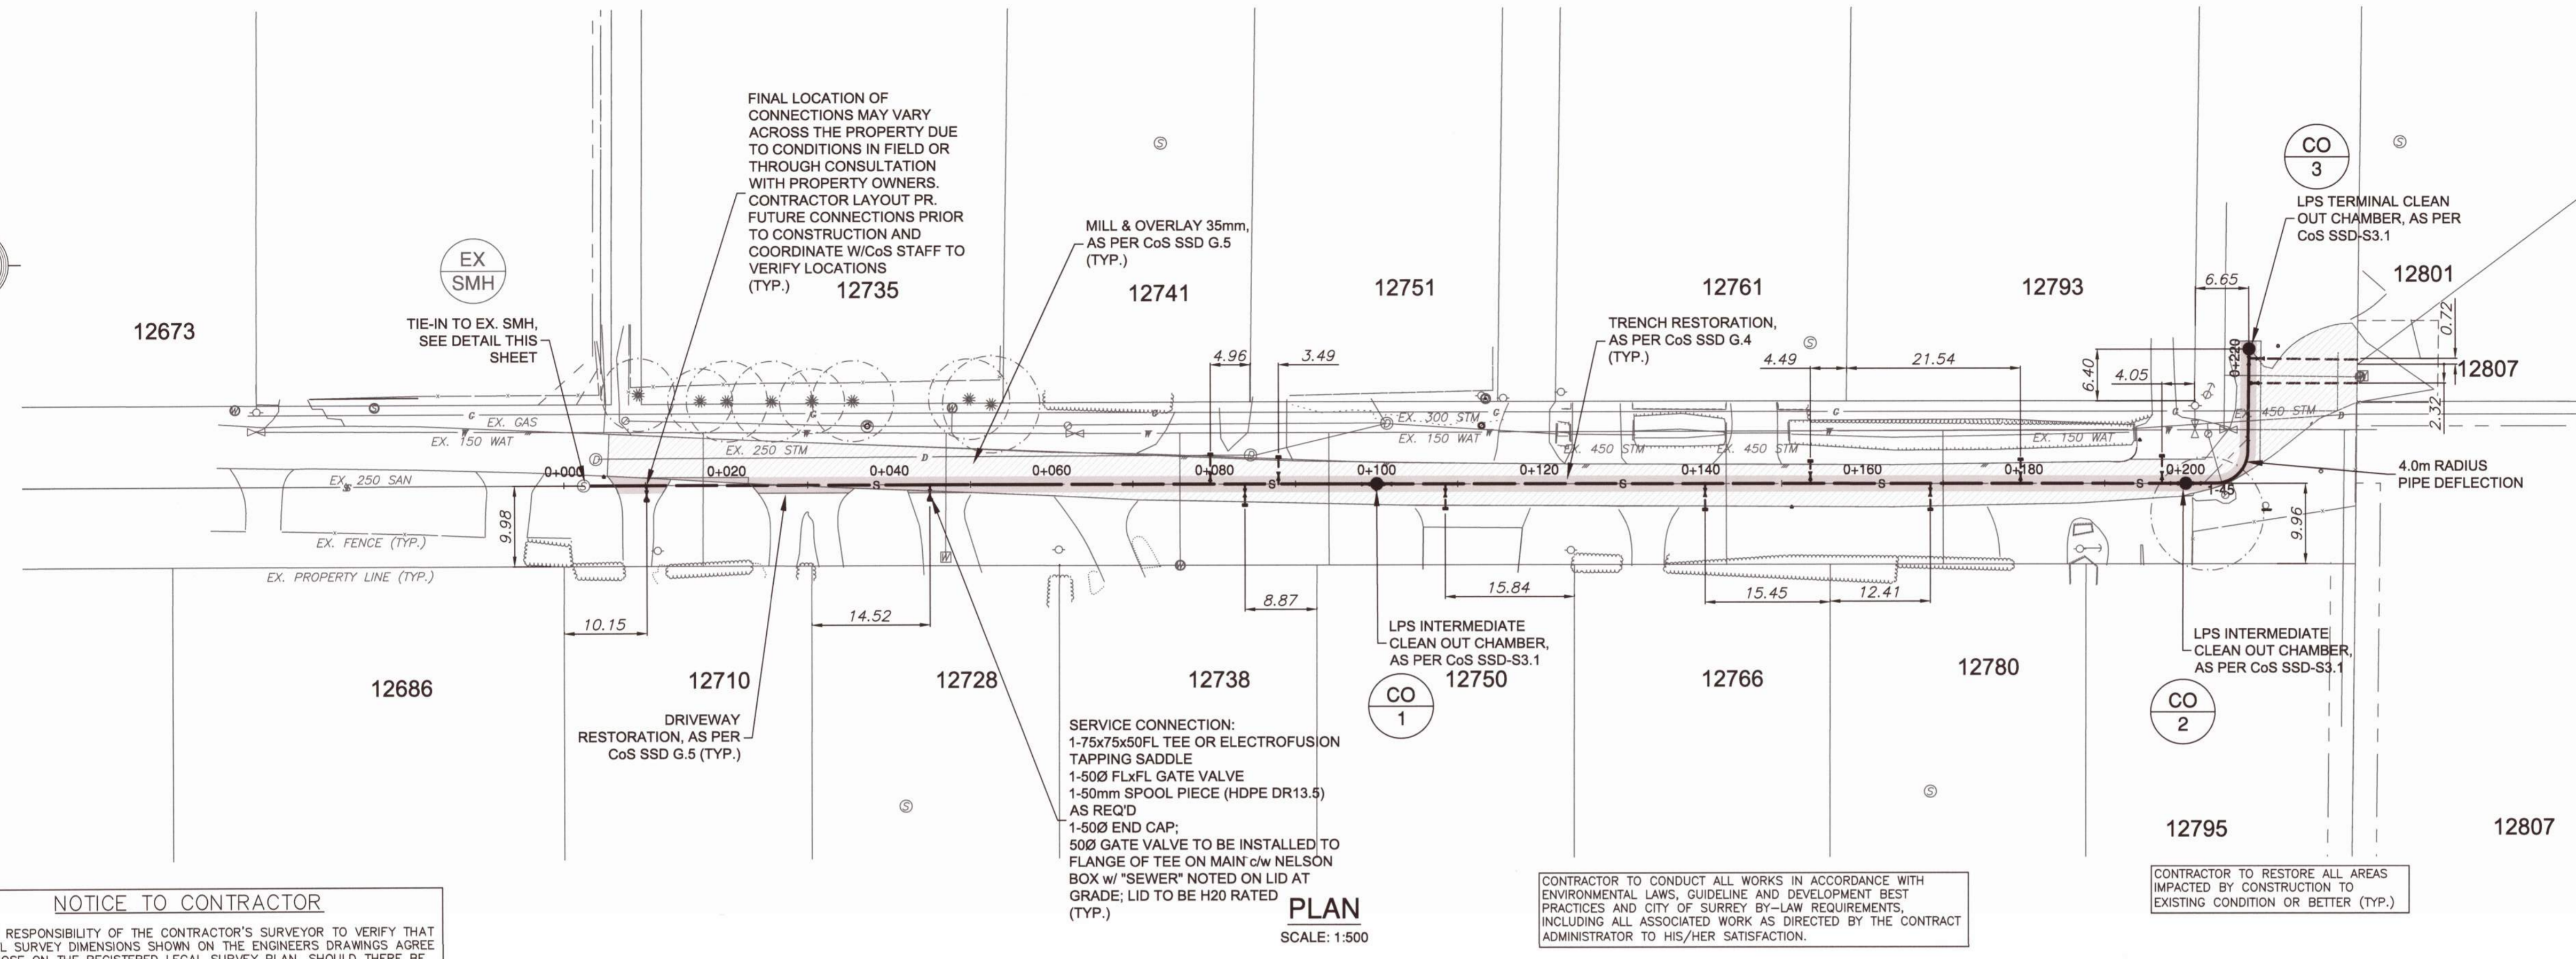 FINAL LOCATION OF
CONNECTIONS MAY VARY
ACROSS THE PROPERTY DUE
TO CONDITIONS IN FIELD OR
THROUGH CONSULTATION
WITH PROPERTY OWNERS.
CONTRACTOR LAYOUT PR.
FUTURE CONNECTIONS PRIOR
TO CONSTRUCTION AND
COORDINATE W/CoS STAFF TO
VERIFY LOCATIONS
(TYP.)
EX
SMH
TIE-IN TO EX. SMH,
SEE DETAIL THIS
SHEET
MILL & OVERLAY 35mm,
AS PER CoS SSD G.5
(TYP.)
TRENCH RESTORATION,
AS PER CoS SSD G.4
(TYP.)
CO
3
LPS TERMINAL CLEAN
OUT CHAMBER, AS PER
CoS SSD-S3.1
12673
12735
12741
12751
12761
12793
12801
12807
4.96
3.49
4.49
21.54
4.05
6.40
6.65
0.72
2.32
EX. GAS
EX. 150 WAT
EX. 250 STM
EX. 300 STM
EX. 150 WAT
EX. 450 STM
EX. 450 STM
EX. 150 WAT
EX. 450 STM
EX. 250 SAN
0+000
0+020
0+040
0+060
0+080
0+100
0+120
0+140
0+160
0+180
0+200
0+220
1-45
4.0m RADIUS
PIPE DEFLECTION
EX. FENCE (TYP.)
EX. PROPERTY LINE (TYP.)
9.98
9.96
10.15
14.52
8.87
15.84
15.45
12.41
12686
12710
12728
12738
12750
12766
12780
12795
12807
DRIVEWAY
RESTORATION, AS PER
CoS SSD G.5 (TYP.)
SERVICE CONNECTION:
1-75x75x50FL TEE OR ELECTROFUSION
TAPPING SADDLE
1-50Ø FLxFL GATE VALVE
1-50mm SPOOL PIECE (HDPE DR13.5)
AS REQ'D
1-50Ø END CAP;
50Ø GATE VALVE TO BE INSTALLED TO
FLANGE OF TEE ON MAIN c/w NELSON
BOX w/ "SEWER" NOTED ON LID AT
GRADE; LID TO BE H20 RATED
(TYP.)
LPS INTERMEDIATE
CLEAN OUT CHAMBER,
AS PER CoS SSD-S3.1
CO
1
LPS INTERMEDIATE
CLEAN OUT CHAMBER,
AS PER CoS SSD-S3.1
CO
2
PLAN
SCALE: 1:500
NOTICE TO CONTRACTOR
RESPONSIBILITY OF THE CONTRACTOR'S SURVEYOR TO VERIFY THAT
SURVEY DIMENSIONS SHOWN ON THE ENGINEERS DRAWINGS AGREE
ON THE REGISTERED LEGAL SURVEY PLAN. SHOULD THERE BE
CONTRACTOR TO CONDUCT ALL WORKS IN ACCORDANCE WITH
ENVIRONMENTAL LAWS, GUIDELINE AND DEVELOPMENT BEST
PRACTICES AND CITY OF SURREY BY-LAW REQUIREMENTS,
INCLUDING ALL ASSOCIATED WORK AS DIRECTED BY THE CONTRACT
ADMINISTRATOR TO HIS/HER SATISFACTION.
CONTRACTOR TO RESTORE ALL AREAS
IMPACTED BY CONSTRUCTION TO
EXISTING CONDITION OR BETTER (TYP.)